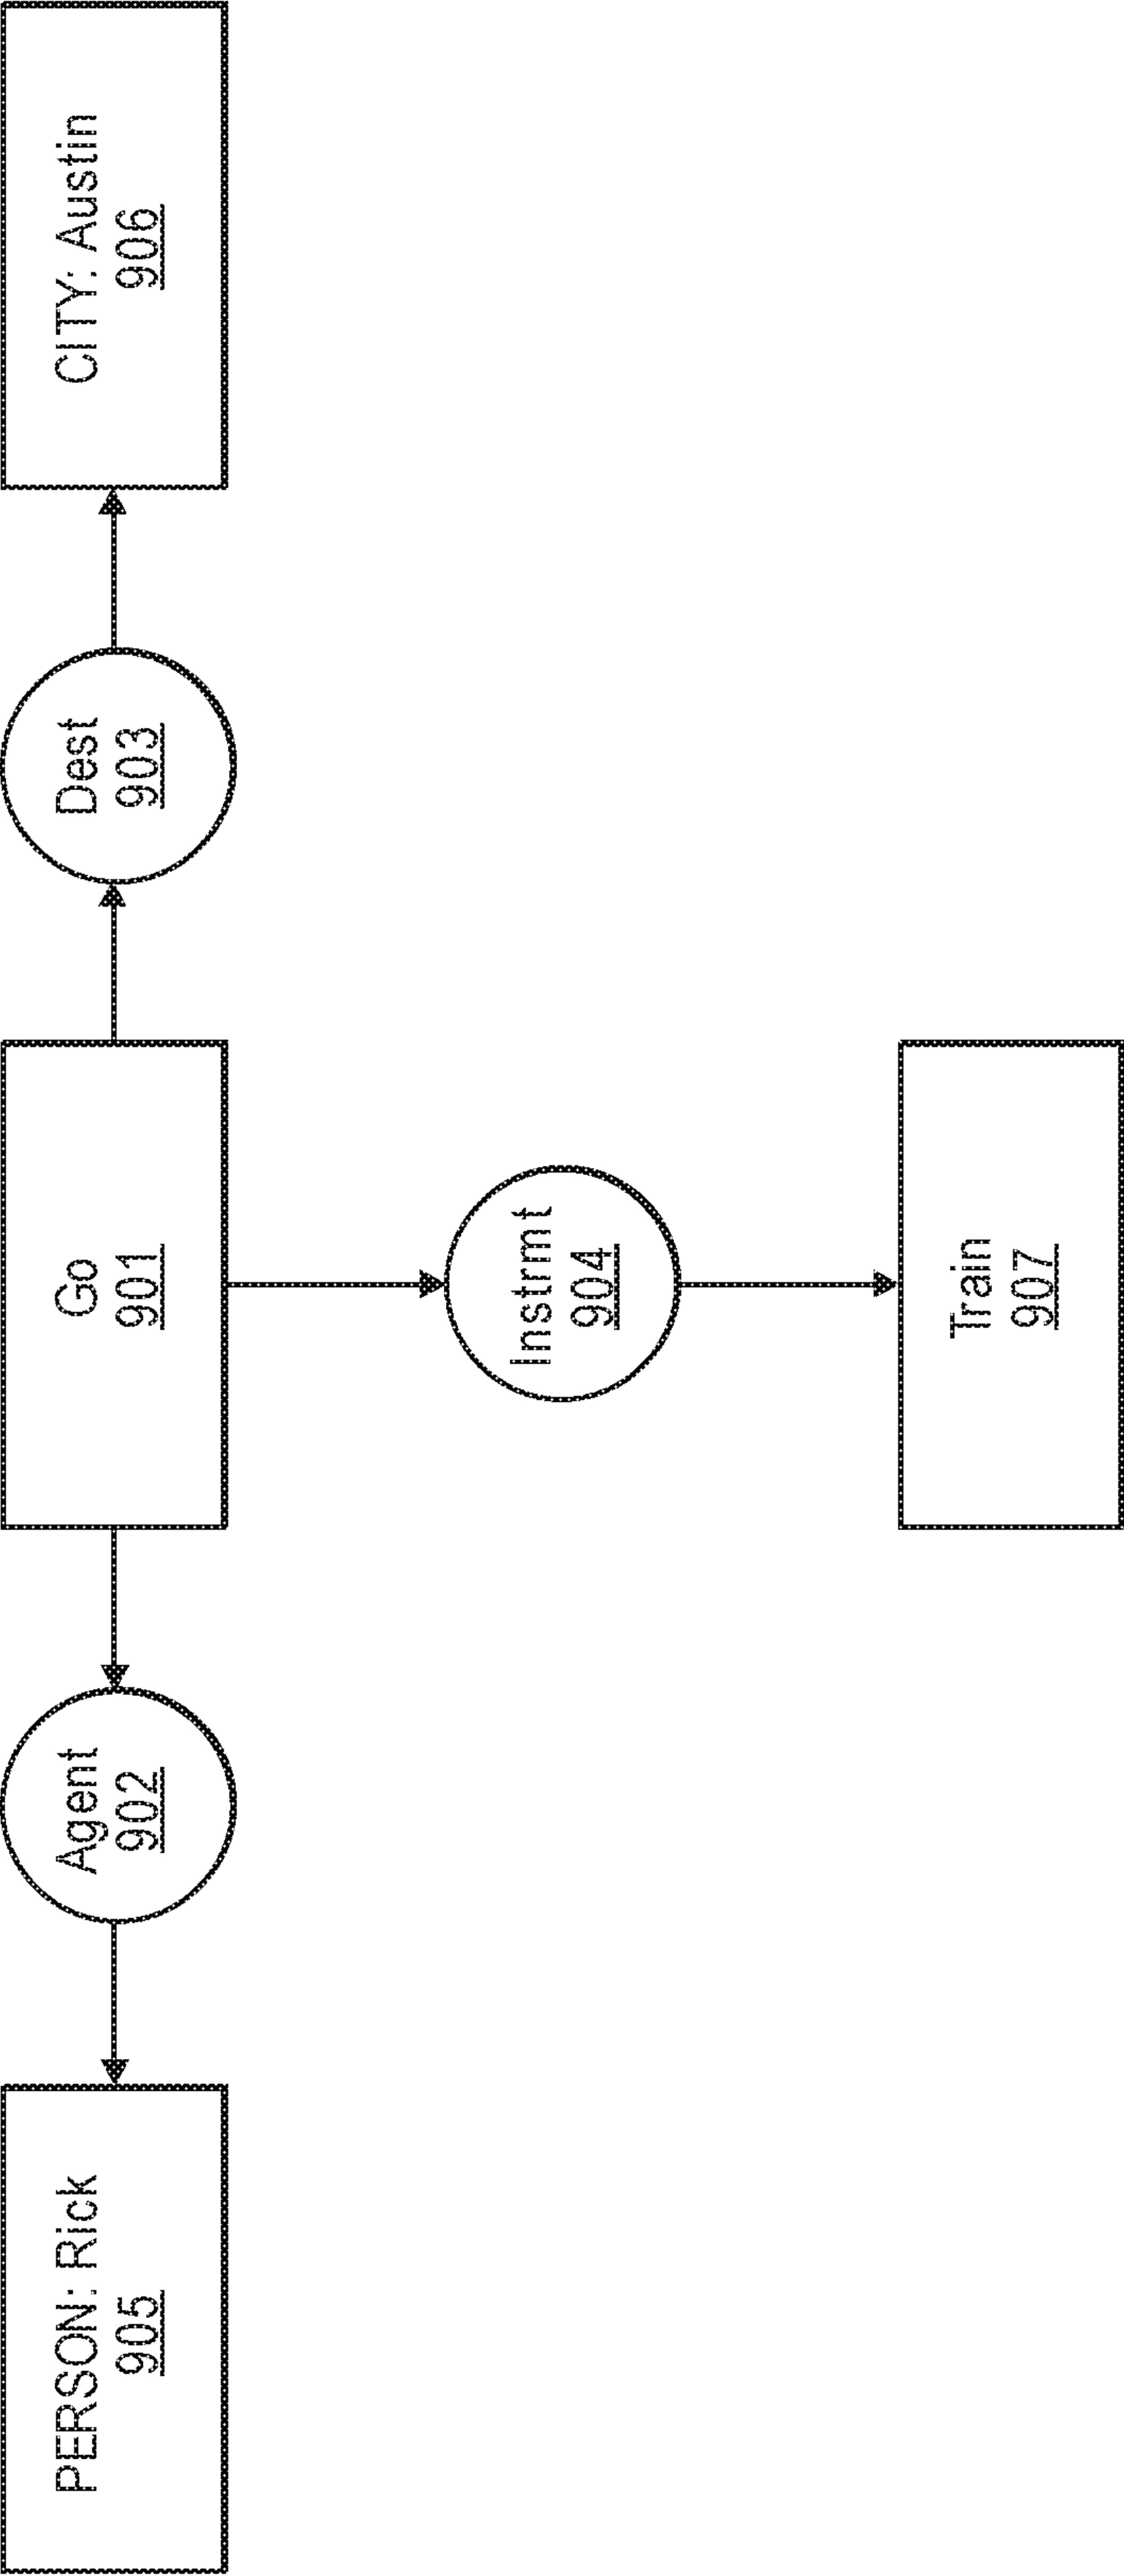 PERSON: Rick
905
Agent
902
Go
901
Dest
903
CITY: Austin
906
Instrmt
904
Train
907